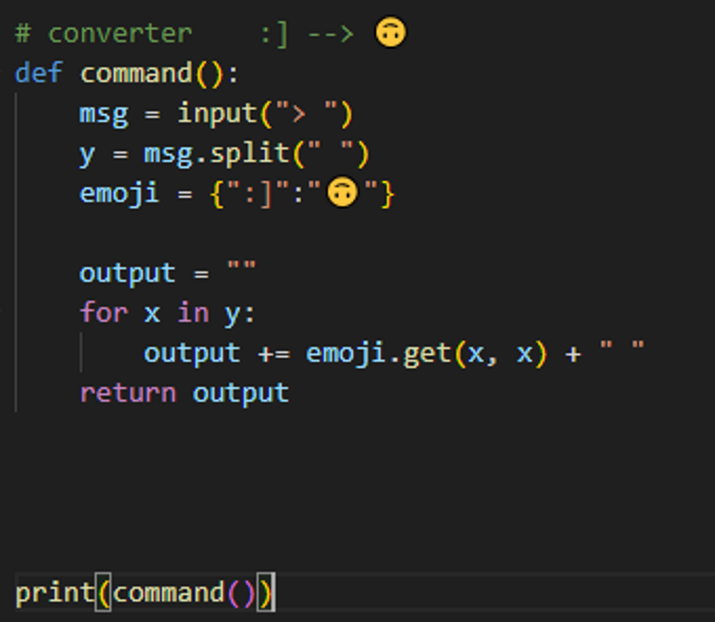 # converter    :] --> 🙃
def command():
    msg = input("> ")
    y = msg.split(" ")
    emoji = {":]":"🙃"}
    output = ""
    for x in y:
        output += emoji.get(x, x) + " "
    return output
print(command())